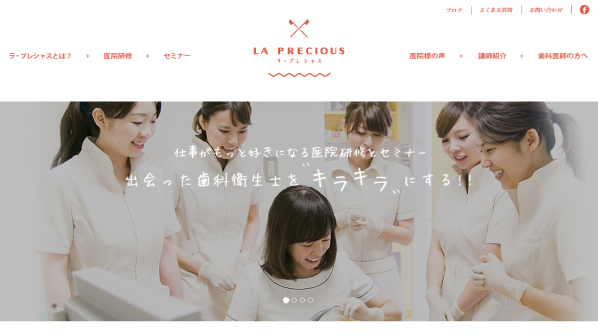 ブログ
よくある質問
お問い合わせ
LA PRECIOUS
ラ・プレシャス
ラ・プレシャスとは？
医院研修
セミナー
医院様の声
講師紹介
歯科医師の方へ
仕事がもっと好きになる医院研修とセミナー
出会った歯科衛生士を"キラキラ"にする!!